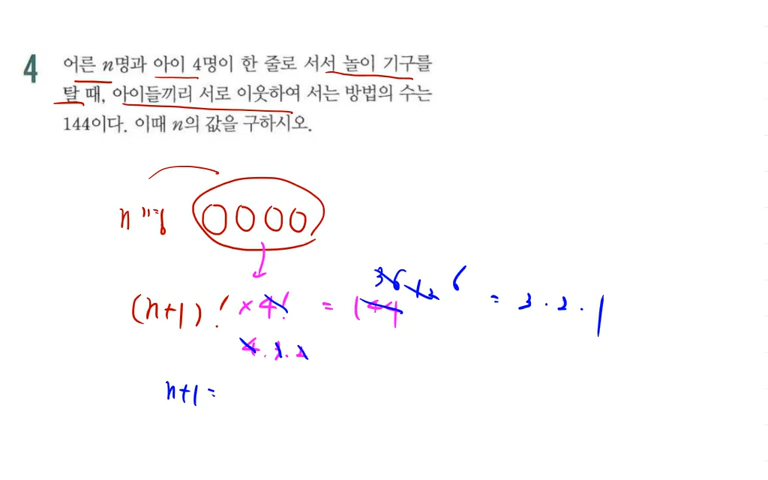 4 어른 n명과 아이 4명이 한 줄로 서서 놀이 기구를
탈 때, 아이들끼리 서로 이웃하여 서는 방법의 수는
144이다. 이때 n의 값을 구하시오.
n명
(n+1)! × 4! = 144 36 12 6 = 3·2·1
4·3·2
n+1=